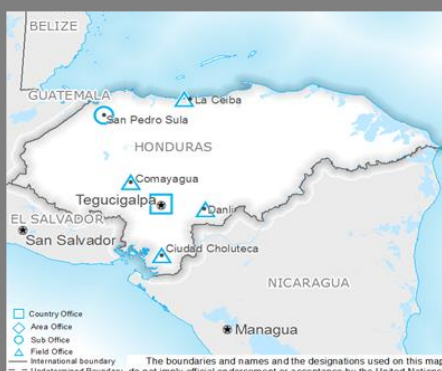 BELIZE
GUATEMALA
La Ceiba
San Pedro Sula
HONDURAS
Comayagua
Tegucigalpa
Danli
EL SALVADOR
San Salvador
Ciudad Choluteca
NICARAGUA
Managua
Country Office
Area Office
Sub Office
Field Office
International boundary
The boundaries and names and the designations used on this map
Undetermined Boundary
do not imply official endorsement or acceptance by the United Nations